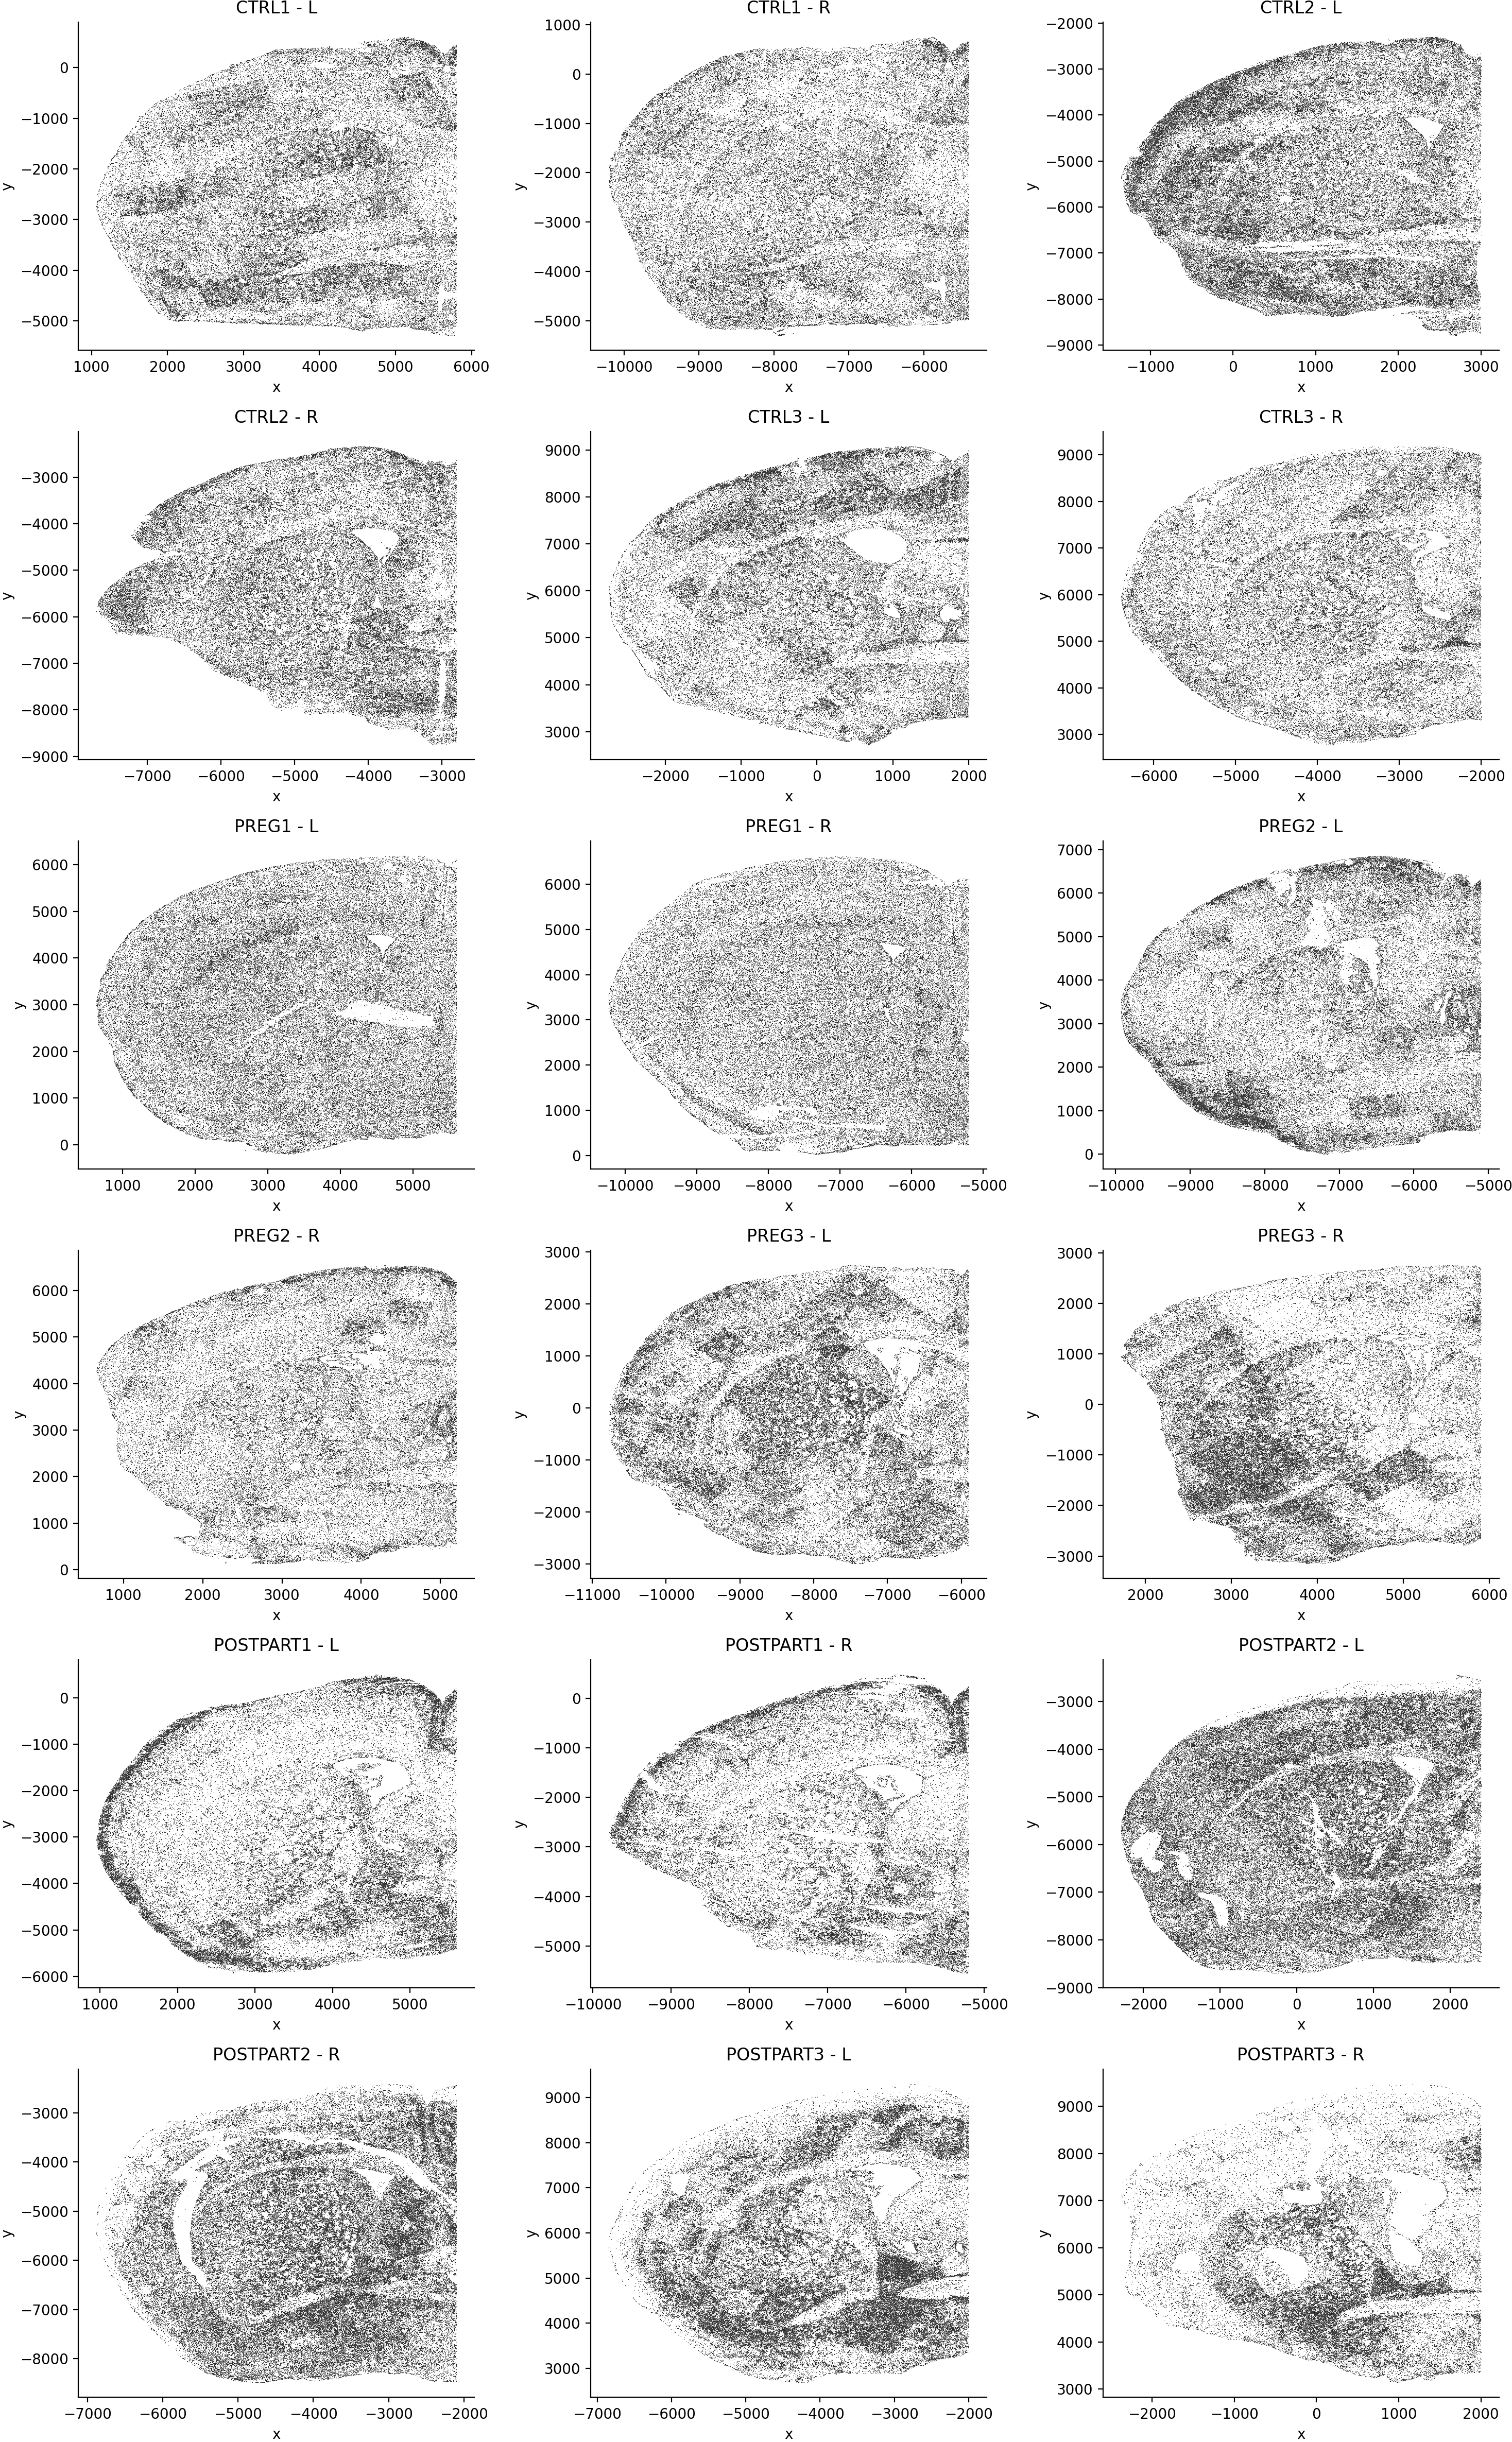 CTRL1 - L
0
−1000
−2000
−3000
−4000
−5000
y
1000 2000 3000 4000 5000 6000
x
CTRL1 - R
1000
0
−1000
−2000
−3000
−4000
−5000
y
−10000 −9000 −8000 −7000 −6000
x
CTRL2 - L
−2000
−3000
−4000
−5000
−6000
−7000
−8000
−9000
y
−1000 0 1000 2000 3000
x
CTRL2 - R
−3000
−4000
−5000
−6000
−7000
−8000
−9000
y
−7000 −6000 −5000 −4000 −3000
x
CTRL3 - L
9000
8000
7000
6000
5000
4000
3000
y
−2000 −1000 0 1000 2000
x
CTRL3 - R
9000
8000
7000
6000
5000
4000
3000
y
−6000 −5000 −4000 −3000 −2000
x
PREG1 - L
6000
5000
4000
3000
2000
1000
0
y
1000 2000 3000 4000 5000
x
PREG1 - R
6000
5000
4000
3000
2000
1000
0
y
−10000 −9000 −8000 −7000 −6000 −5000
x
PREG2 - L
7000
6000
5000
4000
3000
2000
1000
0
y
−10000 −9000 −8000 −7000 −6000 −5000
x
PREG2 - R
6000
5000
4000
3000
2000
1000
0
y
1000 2000 3000 4000 5000
x
PREG3 - L
3000
2000
1000
0
−1000
−2000
−3000
y
−11000 −10000 −9000 −8000 −7000 −6000
x
PREG3 - R
3000
2000
1000
0
−1000
−2000
−3000
y
2000 3000 4000 5000 6000
x
POSTPART1 - L
0
−1000
−2000
−3000
−4000
−5000
−6000
y
1000 2000 3000 4000 5000
x
POSTPART1 - R
0
−1000
−2000
−3000
−4000
−5000
y
−10000 −9000 −8000 −7000 −6000 −5000
x
POSTPART2 - L
−3000
−4000
−5000
−6000
−7000
−8000
−9000
y
−2000 −1000 0 1000 2000
x
POSTPART2 - R
−3000
−4000
−5000
−6000
−7000
−8000
y
−7000 −6000 −5000 −4000 −3000 −2000
x
POSTPART3 - L
9000
8000
7000
6000
5000
4000
3000
y
−7000 −6000 −5000 −4000 −3000 −2000
x
POSTPART3 - R
9000
8000
7000
6000
5000
4000
3000
y
−2000 −1000 0 1000 2000
x